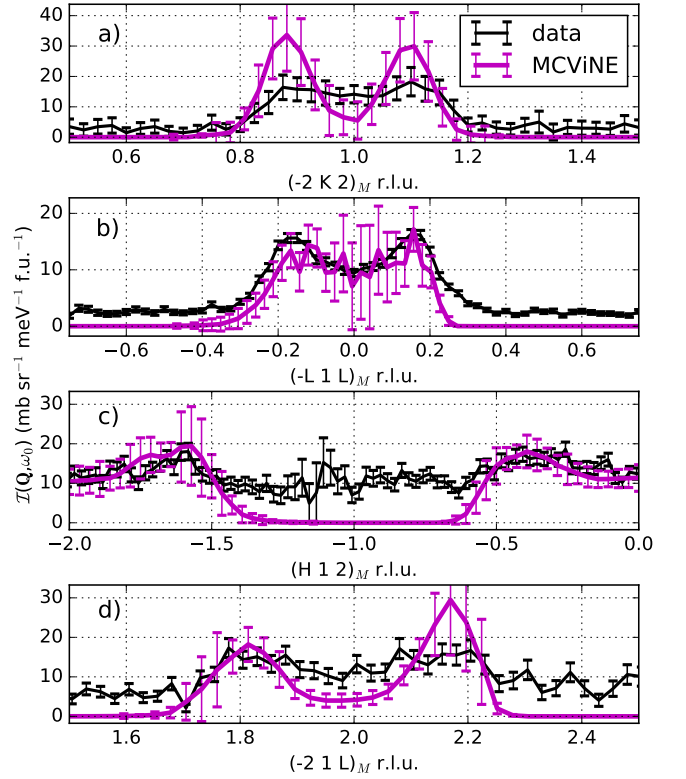 a)
data
MCViNE
40
30
20
10
0
0.6 0.8 1.0 1.2 1.4
(-2 K 2)M r.l.u.
b)
20
10
0
−0.6 −0.4 −0.2 0.0 0.2 0.4 0.6
(-L 1 L)M r.l.u.
I(Q,ω0) (mb sr−1 meV−1 f.u.−1)
c)
30
20
10
0
−2.0 −1.5 −1.0 −0.5 0.0
(H 1 2)M r.l.u.
d)
30
20
10
0
1.6 1.8 2.0 2.2 2.4
(-2 1 L)M r.l.u.